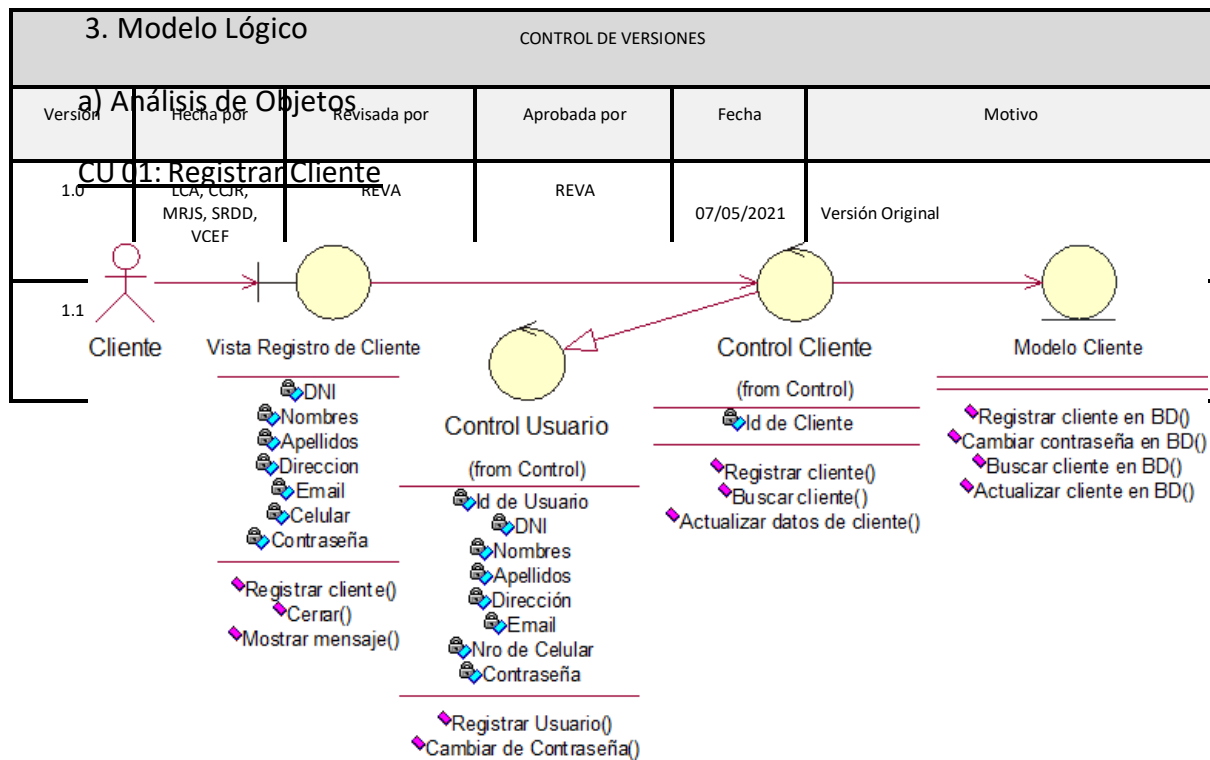 3. Modelo Lógico
CONTROL DE VERSIONES
a) Análisis de Objetos
Versión
Hecha por
Revisada por
Aprobada por
Fecha
Motivo
CU 01: Registrar Cliente
1.0
LCA, CCJR,
MRJS, SRDD,
VCEF
REVA
REVA
07/05/2021
Versión Original
1.1
Cliente
Vista Registro de Cliente
DNI
Nombres
Apellidos
Direccion
Email
Celular
Contraseña
Registrar cliente()
Cerrar()
Mostrar mensaje()
Control Usuario
(from Control)
Id de Usuario
DNI
Nombres
Apellidos
Dirección
Email
Nro de Celular
Contraseña
Registrar Usuario()
Cambiar de Contraseña()
Control Cliente
(from Control)
Id de Cliente
Registrar cliente()
Buscar cliente()
Actualizar datos de cliente()
Modelo Cliente
Registrar cliente en BD()
Cambiar contraseña en BD()
Buscar cliente en BD()
Actualizar cliente en BD()